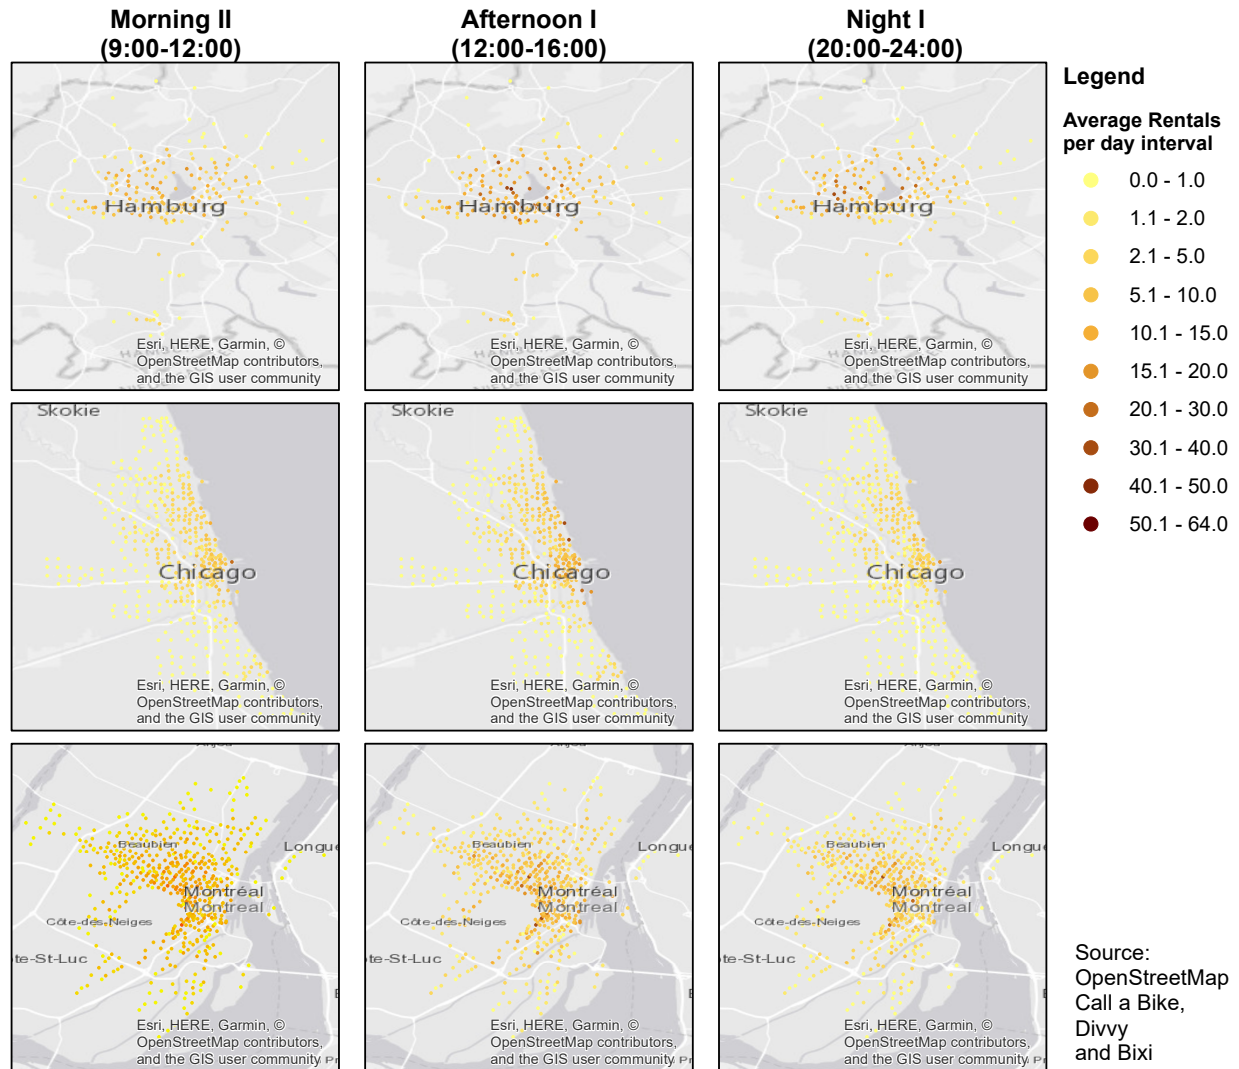 Morning II
(9:00-12:00)
Afternoon I
(12:00-16:00)
Night I
(20:00-24:00)
Hamburg
Esri, HERE, Garmin, ©
OpenStreetMap contributors,
and the GIS user community
Hamburg
Esri, HERE, Garmin, ©
OpenStreetMap contributors,
and the GIS user community
Hamburg
Esri, HERE, Garmin, ©
OpenStreetMap contributors,
and the GIS user community
Legend
Average Rentals
per day interval
0.0 - 1.0
1.1 - 2.0
2.1 - 5.0
5.1 - 10.0
10.1 - 15.0
15.1 - 20.0
20.1 - 30.0
30.1 - 40.0
40.1 - 50.0
50.1 - 64.0
Skokie
Chicago
Esri, HERE, Garmin, ©
OpenStreetMap contributors,
and the GIS user community
Skokie
Chicago
Esri, HERE, Garmin, ©
OpenStreetMap contributors,
and the GIS user community
Skokie
Chicago
Esri, HERE, Garmin, ©
OpenStreetMap contributors,
and the GIS user community
Beaubien
Longue
Montréal
Montreal
Côte-des-Neiges
te-St-Luc
Esri, HERE, Garmin, ©
OpenStreetMap contributors,
and the GIS user community
Beaubien
Longue
Montréal
Montreal
Côte-des-Neiges
te-St-Luc
Esri, HERE, Garmin, ©
OpenStreetMap contributors,
and the GIS user community
Beaubien
Longue
Montréal
Montreal
Côte-des-Neiges
te-St-Luc
Esri, HERE, Garmin, ©
OpenStreetMap contributors,
and the GIS user community
Source:
OpenStreetMap
Call a Bike,
Divvy
and Bixi